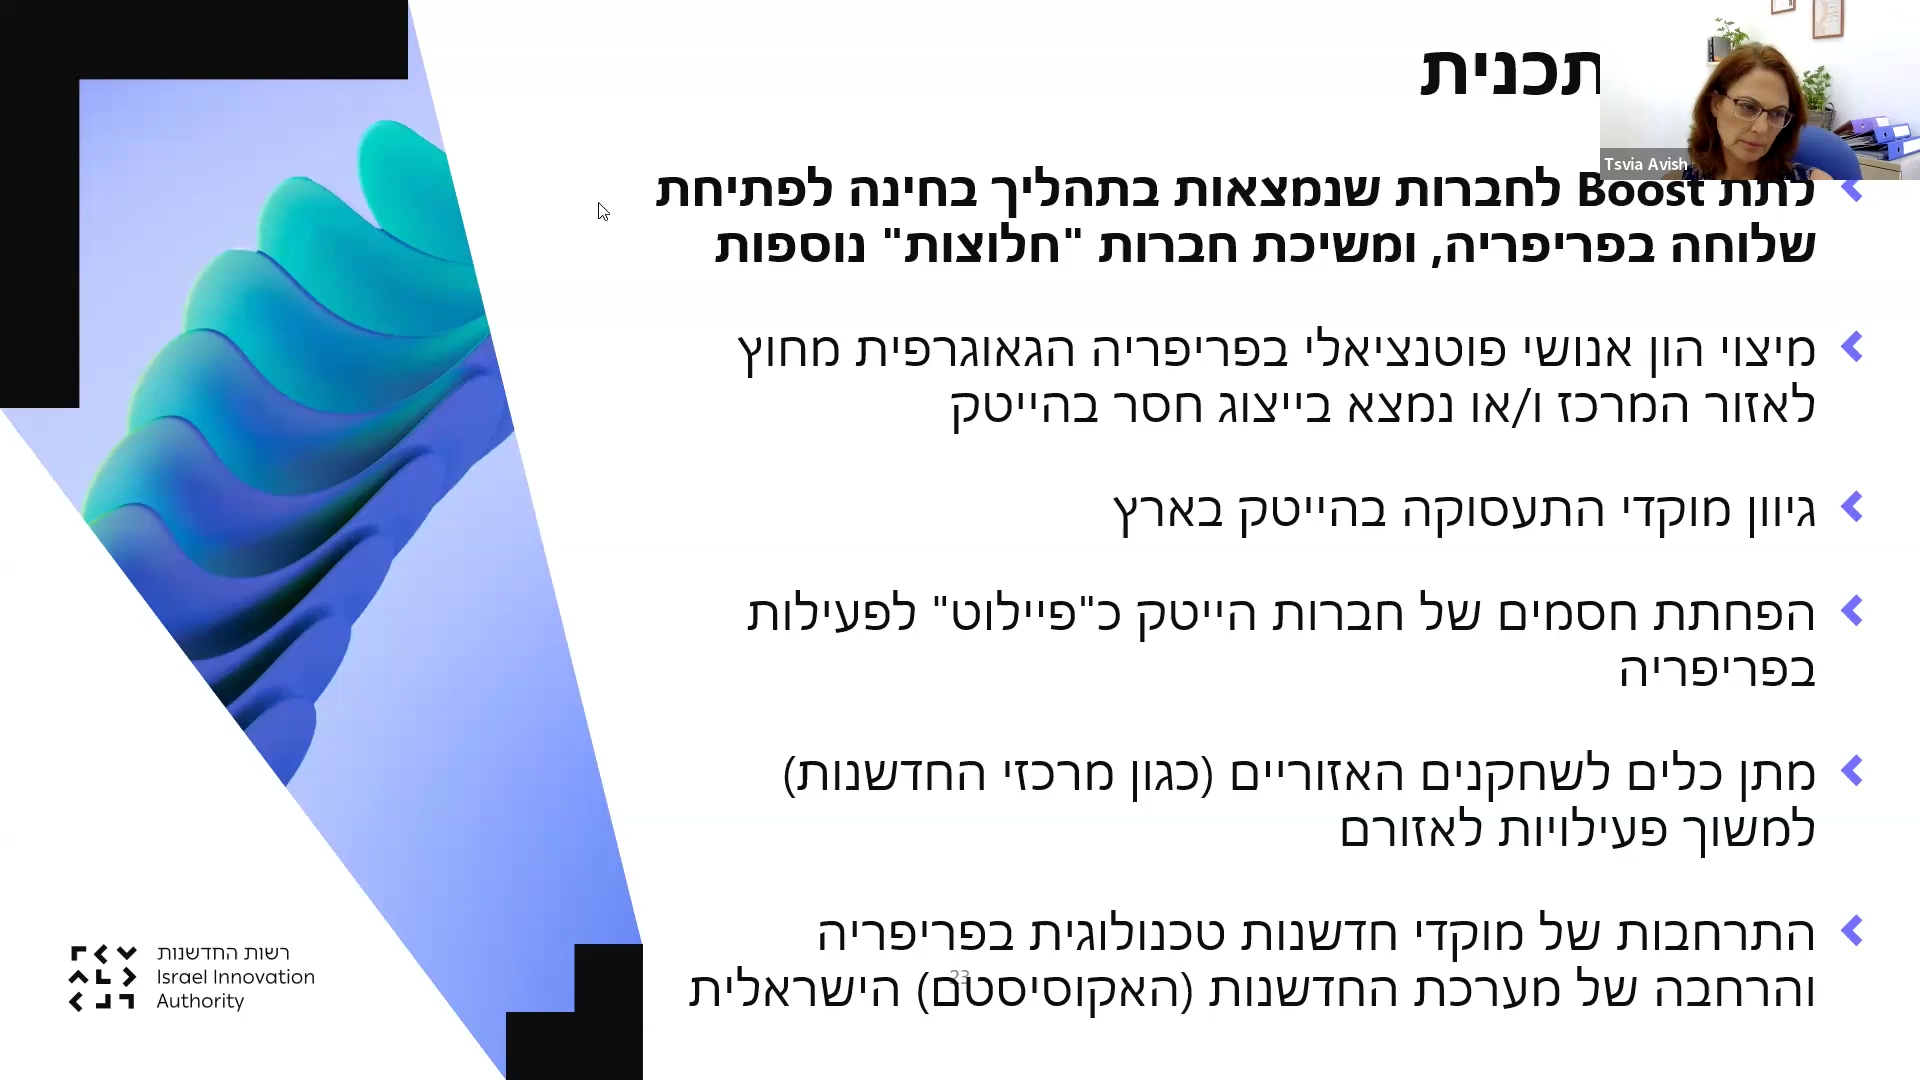 תכנית
Tsvia Avish
לתת Boost לחברות שנמצאות בתהליך בחינה לפתיחת
שלוחה בפריפריה, ומשיכת חברות "חלוצות" נוספות
מיצוי הון אנושי פוטנציאלי בפריפריה הגאוגרפית מחוץ
לאזור המרכז ו/או נמצא בייצוג חסר בהייטק
גיוון מוקדי התעסוקה בהייטק בארץ
הפחתת חסמים של חברות הייטק כ"פיילוט" לפעילות
בפריפריה
מתן כלים לשחקנים האזוריים (כגון מרכזי החדשנות)
למשוך פעילויות לאזורם
התרחבות של מוקדי חדשנות טכנולוגית בפריפריה
והרחבה של מערכת החדשנות (האקוסיסטם) הישראלית
23
רשות החדשנות
Israel Innovation
Authority